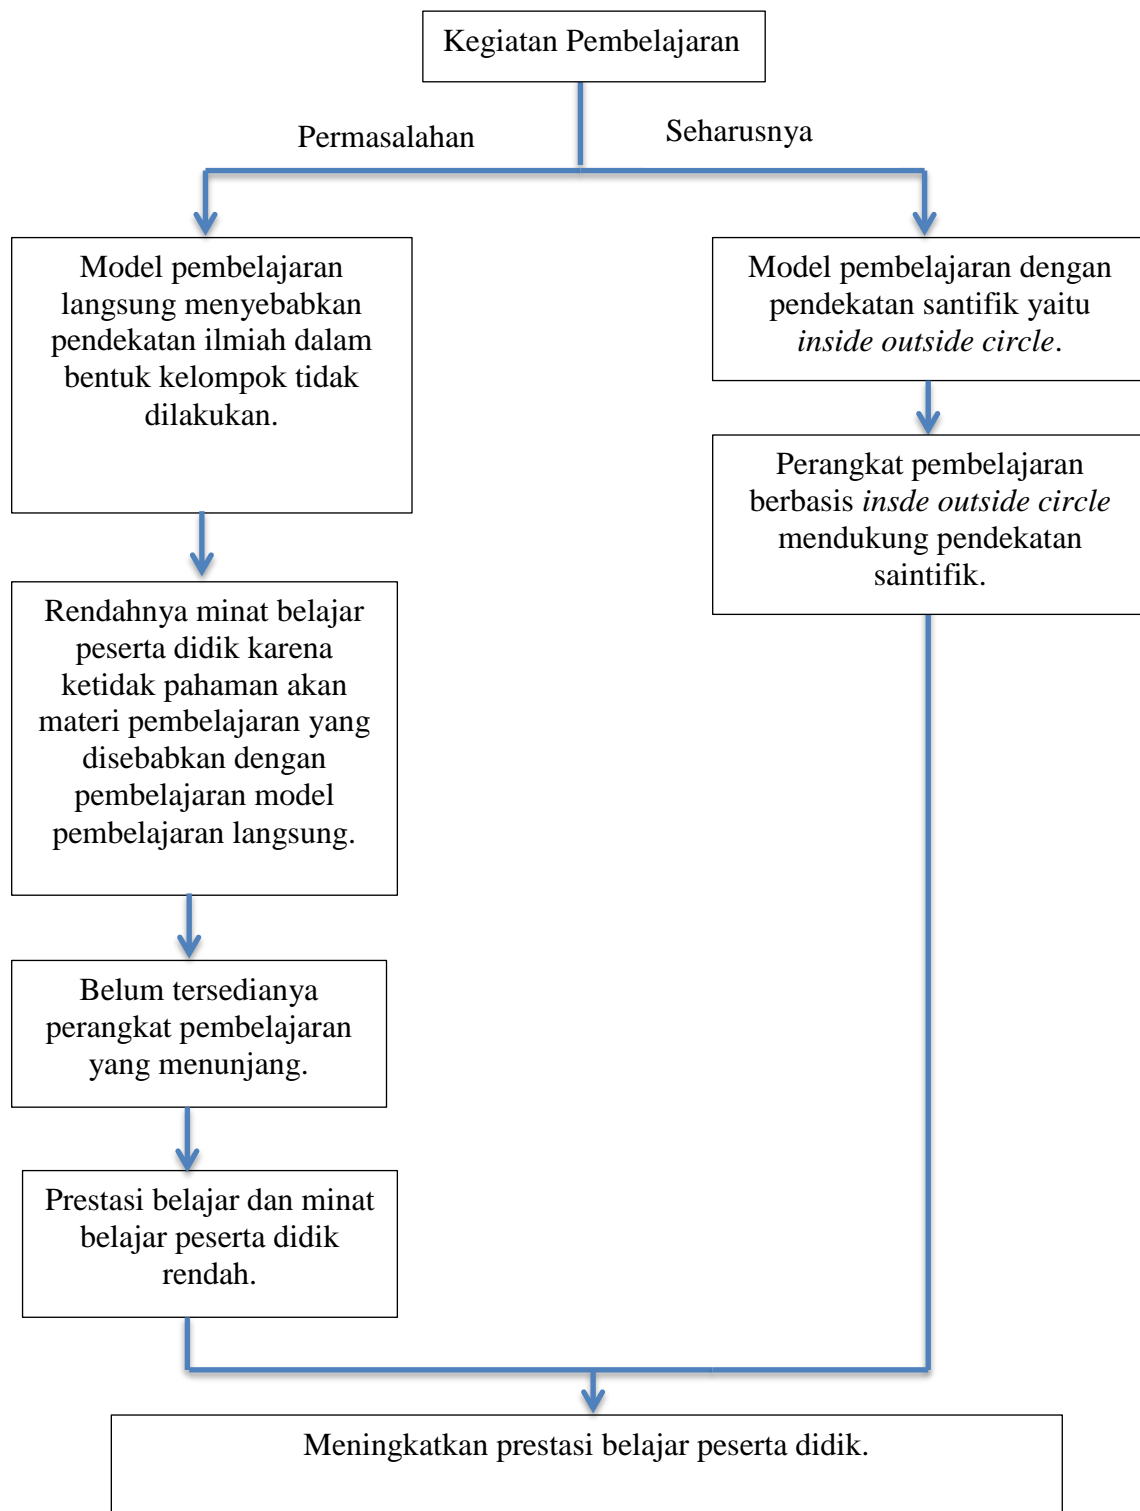 Kegiatan Pembelajaran
Permasalahan
Seharusnya
Model pembelajaran
langsung menyebabkan
pendekatan ilmiah dalam
bentuk kelompok tidak
dilakukan.
Rendahnya minat belajar
peserta didik karena
ketidak pahaman akan
materi pembelajaran yang
disebabkan dengan
pembelajaran model
pembelajaran langsung.
Belum tersedianya
perangkat pembelajaran
yang menunjang.
Prestasi belajar dan minat
belajar peserta didik
rendah.
Model pembelajaran dengan
pendekatan santifik yaitu
inside outside circle.
Perangkat pembelajaran
berbasis insde outside circle
mendukung pendekatan
saintifik.
Meningkatkan prestasi belajar peserta didik.